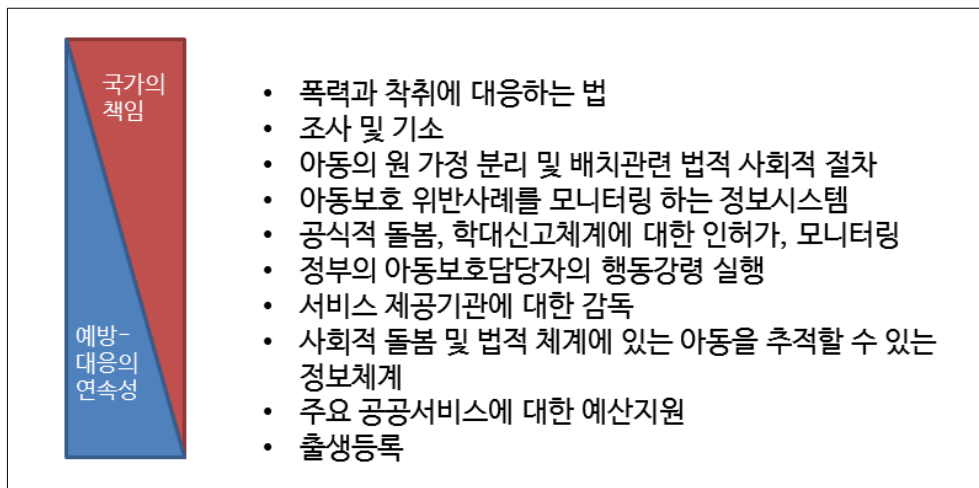 국가의
책임
예방-
대응의
연속성
• 폭력과 착취에 대응하는 법
• 조사 및 기소
• 아동의 원 가정 분리 및 배치관련 법적 사회적 절차
• 아동보호 위반사례를 모니터링 하는 정보시스템
• 공식적 돌봄, 학대신고체계에 대한 인허가, 모니터링
• 정부의 아동보호담당자의 행동강령 실행
• 서비스 제공기관에 대한 감독
• 사회적 돌봄 및 법적 체계에 있는 아동을 추적할 수 있는
정보체계
• 주요 공공서비스에 대한 예산지원
• 출생등록